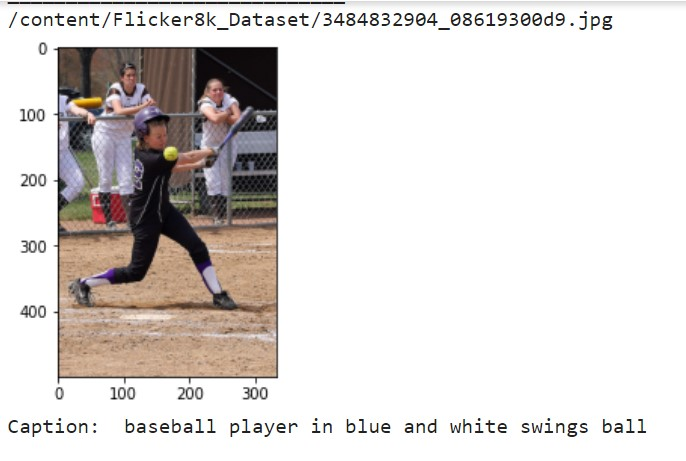 /content/Flicker8k_Dataset/3484832904_08619300d9.jpg
0
100
200
300
400
0 100 200 300
Caption:  baseball player in blue and white swings ball